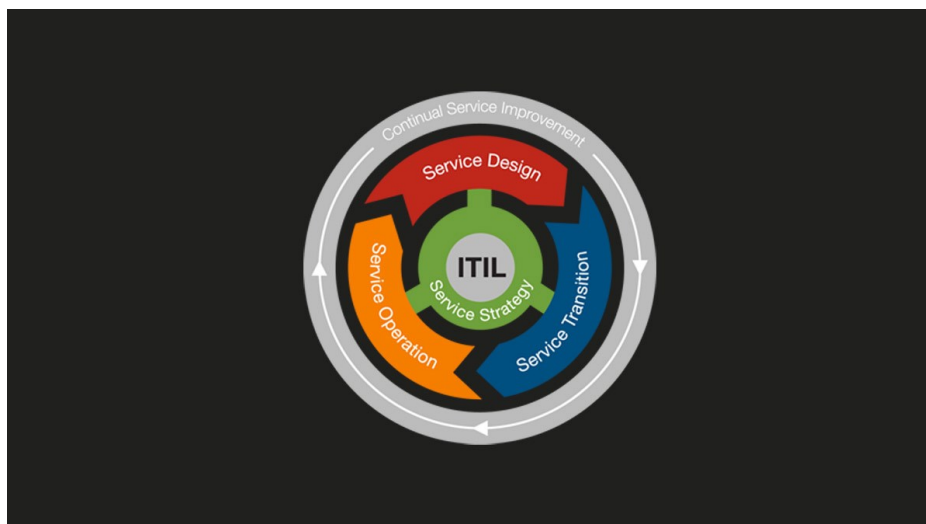 Continual Service Improvement
Service Design
ITIL
Service Strategy
Service Operation
Service Transition